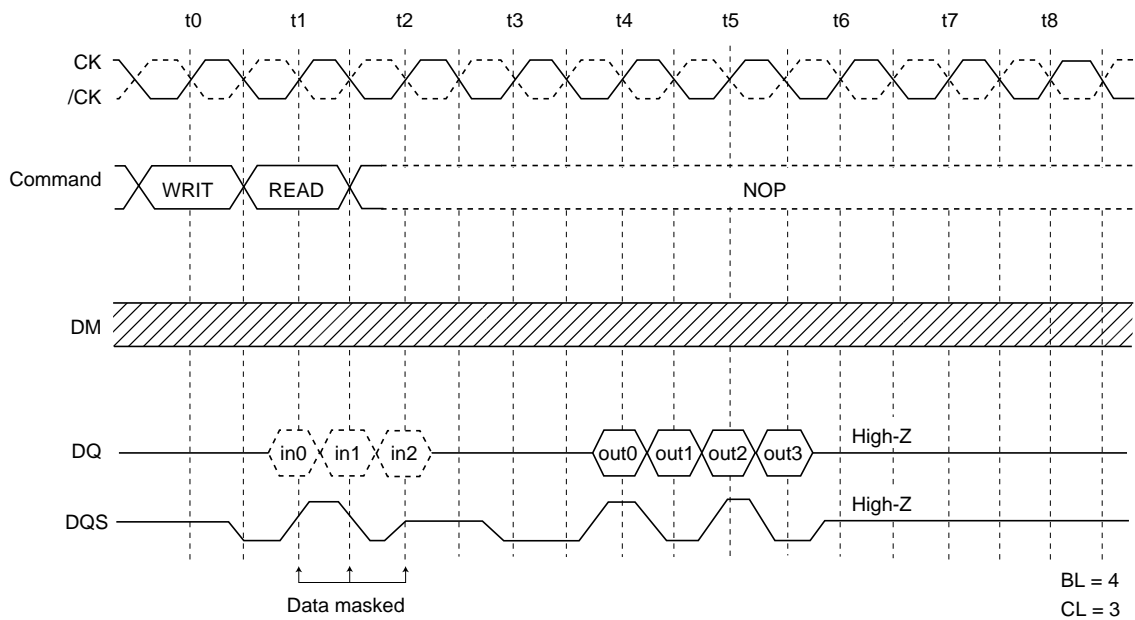 t0 t1 t2 t3 t4 t5 t6 t7 t8
CK
/CK
Command WRIT READ NOP
DM
DQ in0 in1 in2 out0 out1 out2 out3 High-Z
DQS High-Z
Data masked
BL = 4
CL = 3